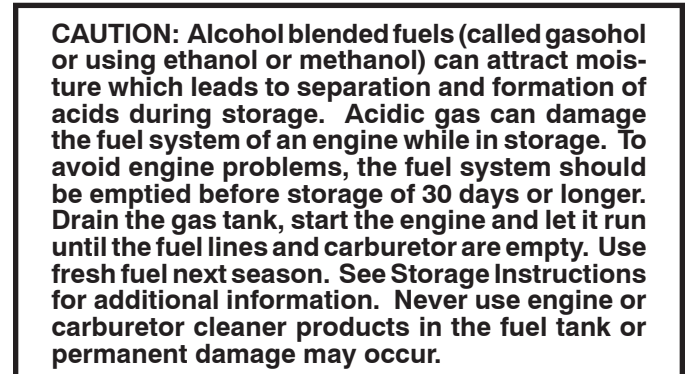 CAUTION: Alcohol blended fuels (called gasohol
or using ethanol or methanol) can attract mois-
ture which leads to separation and formation of
acids during storage. Acidic gas can damage
the fuel system of an engine while in storage. To
avoid engine problems, the fuel system should
be emptied before storage of 30 days or longer.
Drain the gas tank, start the engine and let it run
until the fuel lines and carburetor are empty. Use
fresh fuel next season. See Storage Instructions
for additional information. Never use engine or
carburetor cleaner products in the fuel tank or
permanent damage may occur.